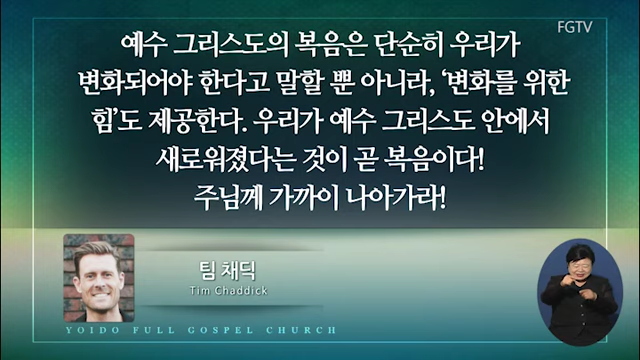 FGTV
예수 그리스도의 복음은 단순히 우리가
변화되어야 한다고 말할 뿐 아니라, ‘변화를 위한
힘’도 제공한다. 우리가 예수 그리스도 안에서
새로워졌다는 것이 곧 복음이다!
주님께 가까이 나아가라!
팀 채딕
Tim Chaddick
YOIDO FULL GOSPEL CHURCH